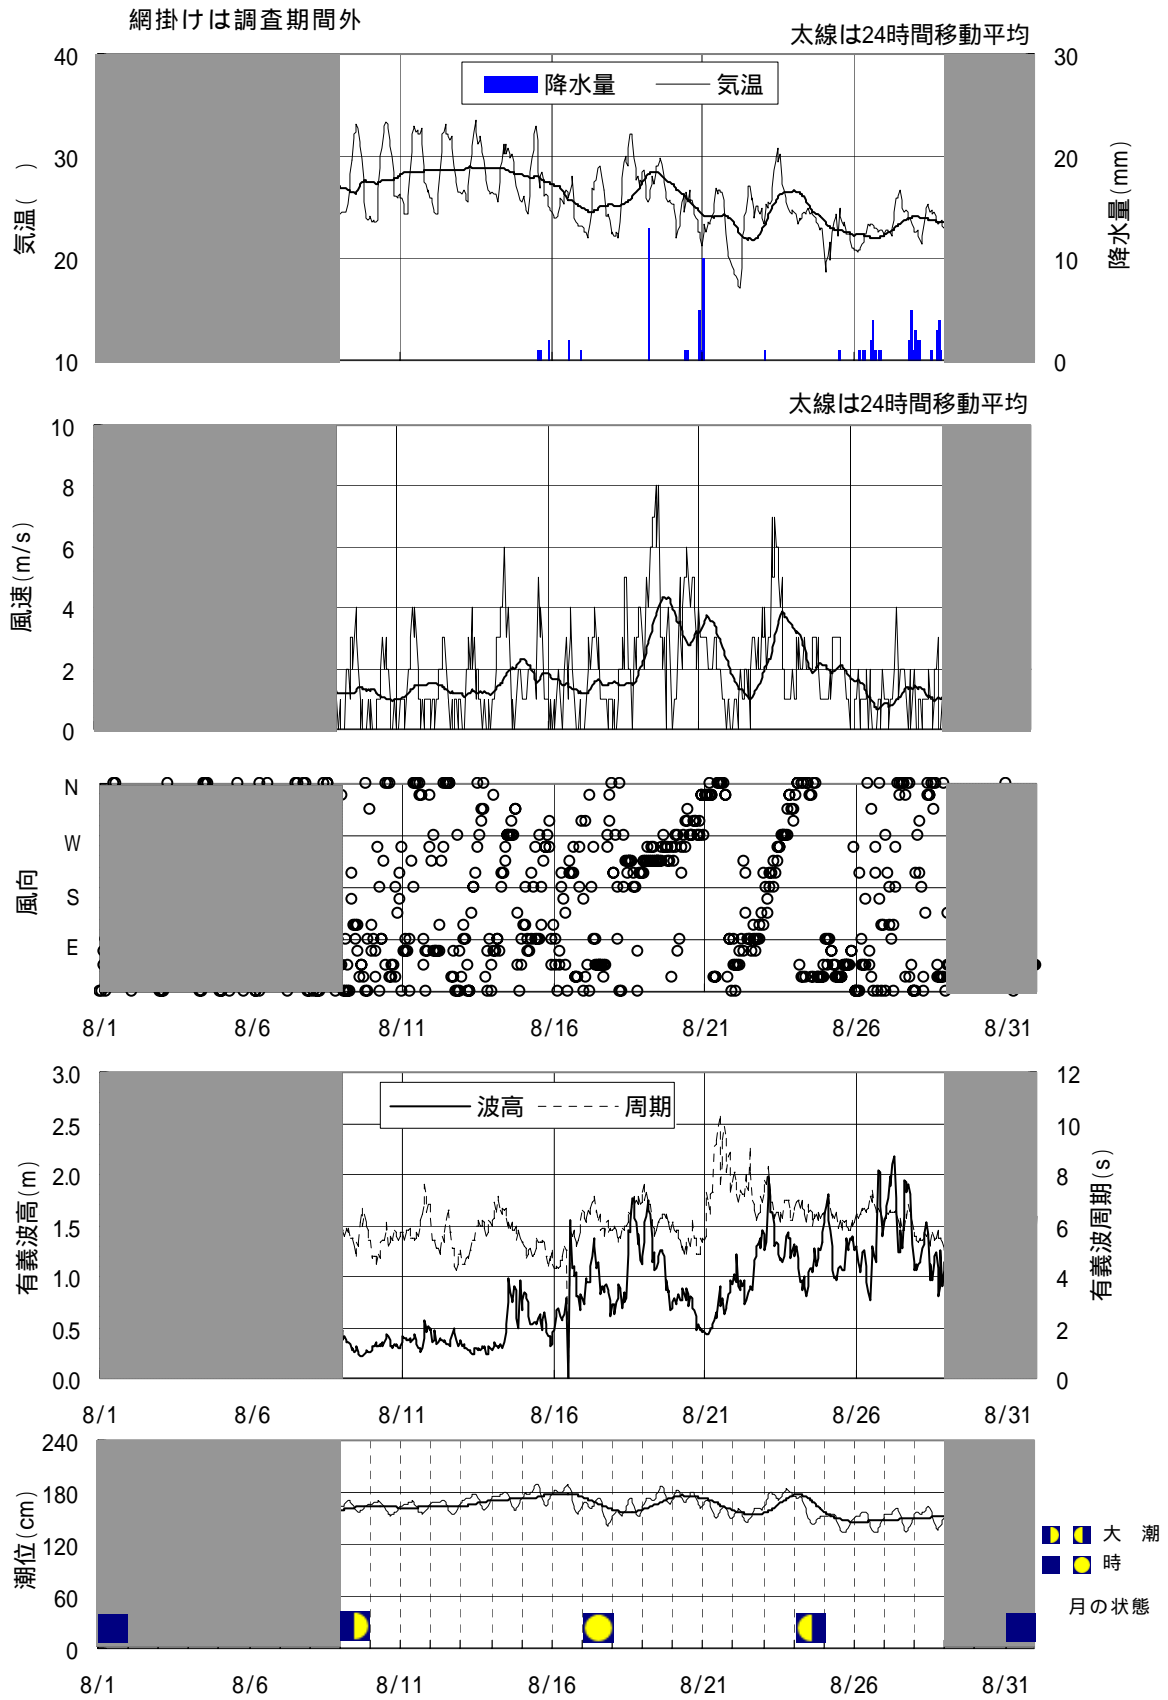 網掛けは調査期間外
太線は24時間移動平均
40
30
20
10
気温( )
降水量
気温
30
20
10
0
降水量(mm)
太線は24時間移動平均
10
8
6
4
2
0
風速(m/s)
N
W
S
E
風向
8/1 8/6 8/11 8/16 8/21 8/26 8/31
3.0
2.5
2.0
1.5
1.0
0.5
0.0
有義波高(m)
波高
周期
12
10
8
6
4
2
0
有義波周期(s)
8/1 8/6 8/11 8/16 8/21 8/26 8/31
240
180
120
60
0
潮位(cm)
大 潮
時
月の状態
8/1 8/6 8/11 8/16 8/21 8/26 8/31